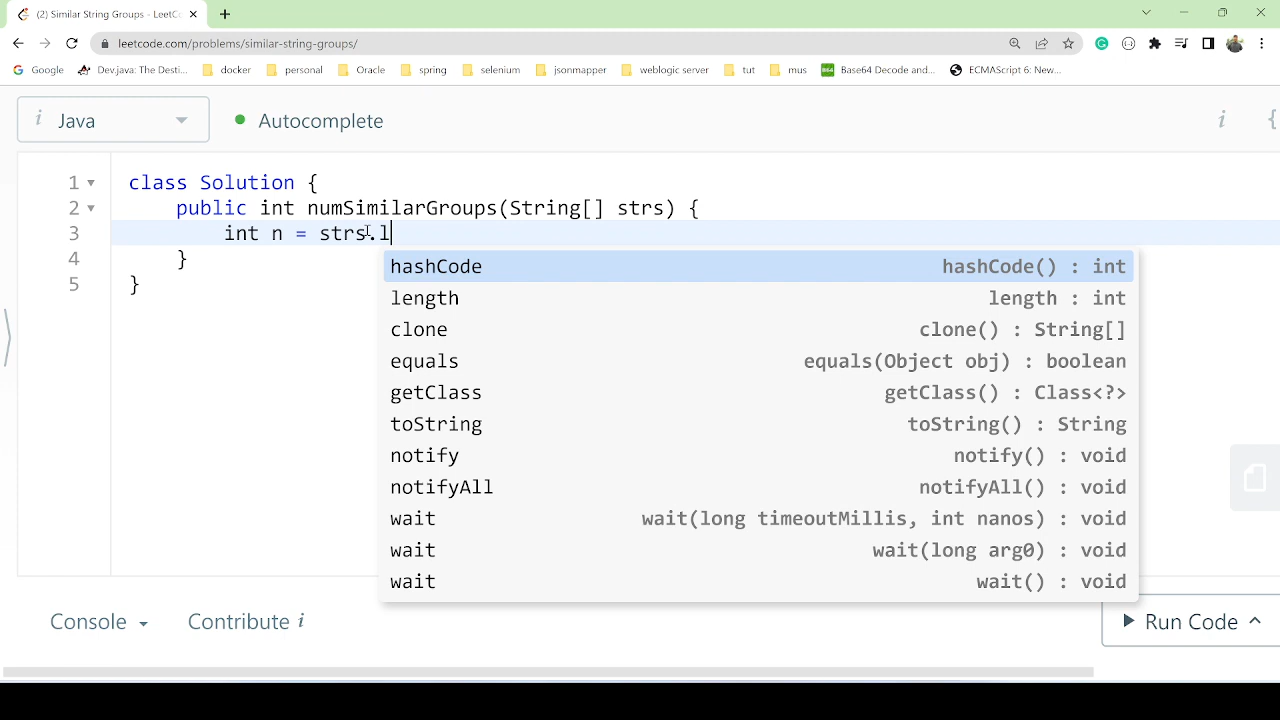 (2) Similar String Groups - LeetC
leetcode.com/problems/similar-string-groups/
Google Dev.java: The Desti... docker personal Oracle spring selenium jsonmapper weblogic server tut mus Base64 Decode and... ECMAScript 6: New...
i Java Autocomplete i {
1 class Solution {
2 public int numSimilarGroups(String[] strs) {
3 int n = strs.l
4 }
5 }
hashCode hashCode() : int
length length : int
clone clone() : String[]
equals equals(Object obj) : boolean
getClass getClass() : Class<?>
toString toString() : String
notify notify() : void
notifyAll notifyAll() : void
wait wait(long timeoutMillis, int nanos) : void
wait wait(long arg0) : void
wait wait() : void
Console Contribute i Run Code